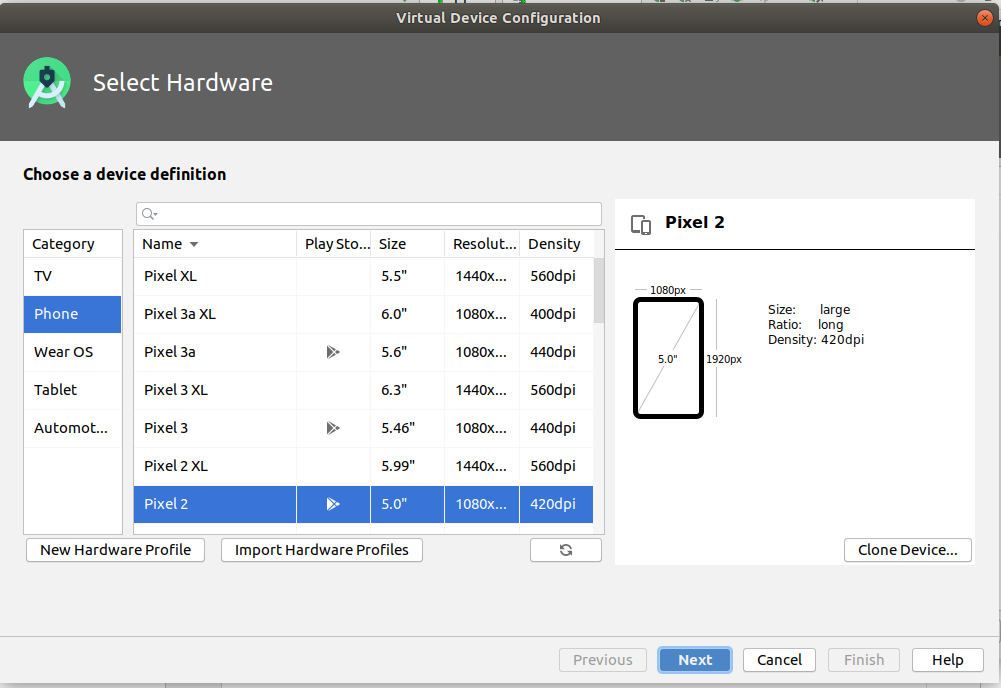 Virtual Device Configuration
Select Hardware
Choose a device definition
Category
TV
Phone
Wear OS
Tablet
Automot...
Name Play Sto... Size Resolut... Density
Pixel XL 5.5" 1440x... 560dpi
Pixel 3a XL 6.0" 1080x... 400dpi
Pixel 3a 5.6" 1080x... 440dpi
Pixel 3 XL 6.3" 1440x... 560dpi
Pixel 3 5.46" 1080x... 440dpi
Pixel 2 XL 5.99" 1440x... 560dpi
Pixel 2 5.0" 1080x... 420dpi
New Hardware Profile Import Hardware Profiles
Pixel 2
1080px
5.0"
1920px
Size: large
Ratio: long
Density: 420dpi
Clone Device...
Previous Next Cancel Finish Help